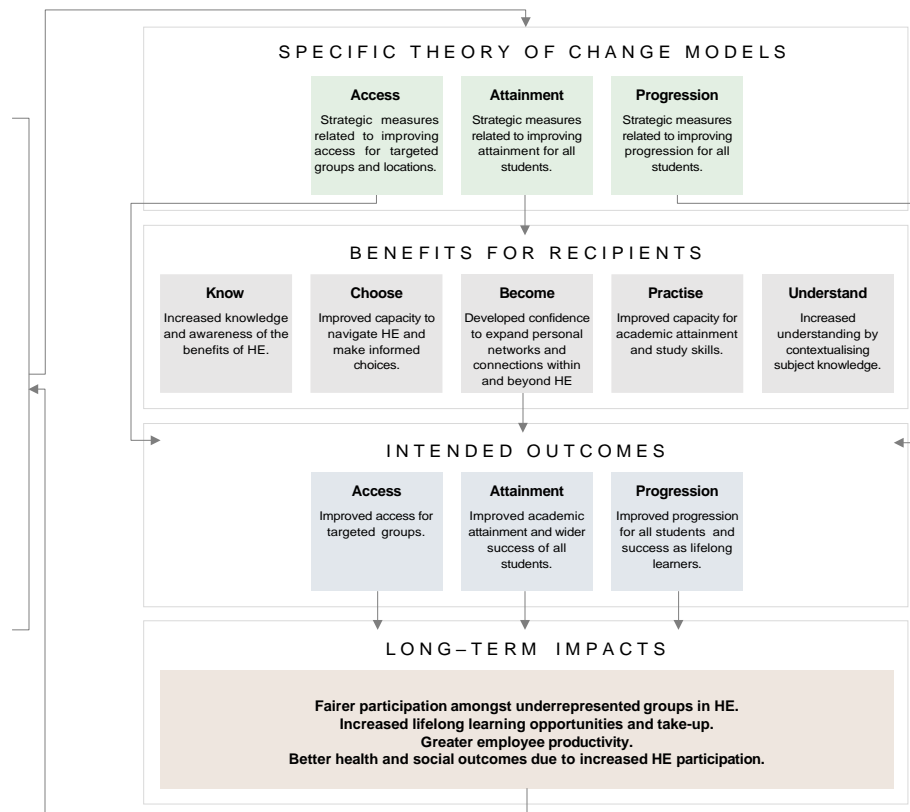 SPECIFIC THEORY OF CHANGE MODELS
Access
Strategic measures
related to improving
access for targeted
groups and locations.
Attainment
Strategic measures
related to improving
attainment for all
students.
Progression
Strategic measures
related to improving
progression for all
students.
BENEFITS FOR RECIPIENTS
Know
Increased knowledge
and awareness of the
benefits of HE.
Choose
Improved capacity to
navigate HE and
make informed
choices.
Become
Developed confidence
to expand personal
networks and
connections within
and beyond HE
Practise
Improved capacity for
academic attainment
and study skills.
Understand
Increased
understanding by
contextualising
subject knowledge.
INTENDED OUTCOMES
Access
Improved access for
targeted groups.
Attainment
Improved academic
attainment and wider
success of all
students.
Progression
Improved progression
for all students and
success as lifelong
learners.
LONG–TERM IMPACTS
Fairer participation amongst underrepresented groups in HE.
Increased lifelong learning opportunities and take-up.
Greater employee productivity.
Better health and social outcomes due to increased HE participation.